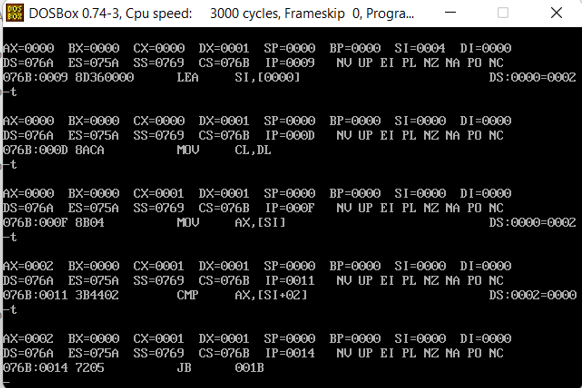 DOSBox 0.74-3, Cpu speed:    3000 cycles, Frameskip  0, Progra...
AX=0000  BX=0000  CX=0000  DX=0001  SP=0000  BP=0000  SI=0004  DI=0000
DS=076A  ES=075A  SS=0769  CS=076B  IP=0009   NV UP EI PL NZ NA PO NC
076B:0009 8D360000      LEA     SI,[0000]                          DS:0000=0002
-t
AX=0000  BX=0000  CX=0000  DX=0001  SP=0000  BP=0000  SI=0000  DI=0000
DS=076A  ES=075A  SS=0769  CS=076B  IP=000D   NV UP EI PL NZ NA PO NC
076B:000D 8ACA          MOV     CL,DL
-t
AX=0000  BX=0000  CX=0001  DX=0001  SP=0000  BP=0000  SI=0000  DI=0000
DS=076A  ES=075A  SS=0769  CS=076B  IP=000F   NV UP EI PL NZ NA PO NC
076B:000F 8B04          MOV     AX,[SI]                            DS:0000=0002
-t
AX=0002  BX=0000  CX=0001  DX=0001  SP=0000  BP=0000  SI=0000  DI=0000
DS=076A  ES=075A  SS=0769  CS=076B  IP=0011   NV UP EI PL NZ NA PO NC
076B:0011 3B4402        CMP     AX,[SI+02]                         DS:0002=0000
-t
AX=0002  BX=0000  CX=0001  DX=0001  SP=0000  BP=0000  SI=0000  DI=0000
DS=076A  ES=075A  SS=0769  CS=076B  IP=0014   NV UP EI PL NZ NA PO NC
076B:0014 7205          JB      001B
-